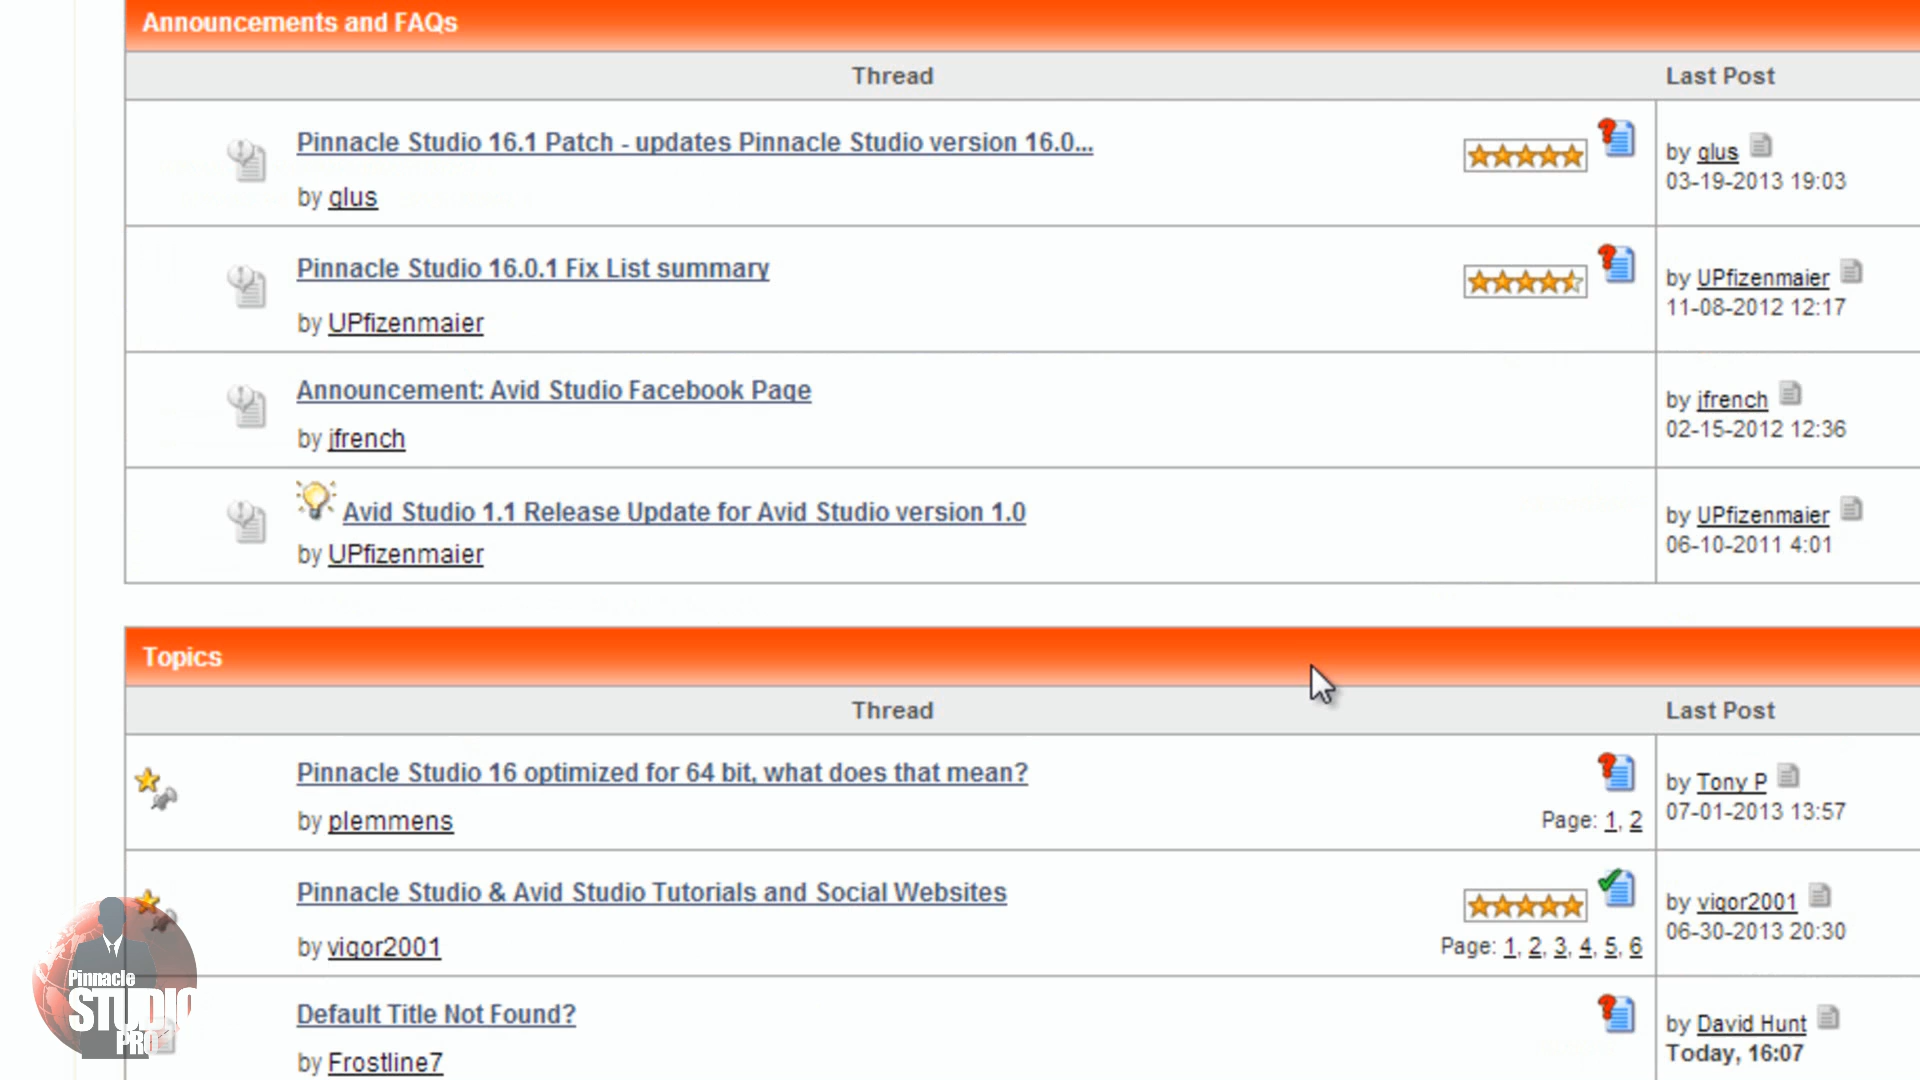 Announcements and FAQs
Thread Last Post
Pinnacle Studio 16.1 Patch - updates Pinnacle Studio version 16.0...
by glus
by glus
03-19-2013 19:03
Pinnacle Studio 16.0.1 Fix List summary
by UPfizenmaier
by UPfizenmaier
11-08-2012 12:17
Announcement: Avid Studio Facebook Page
by jfrench
by jfrench
02-15-2012 12:36
Avid Studio 1.1 Release Update for Avid Studio version 1.0
by UPfizenmaier
by UPfizenmaier
06-10-2011 4:01
Topics
Thread Last Post
Pinnacle Studio 16 optimized for 64 bit, what does that mean?
by plemmens
Page: 1, 2
by Tony P
07-01-2013 13:57
Pinnacle Studio & Avid Studio Tutorials and Social Websites
by vigor2001
Page: 1, 2, 3, 4, 5, 6
by vigor2001
06-30-2013 20:30
Default Title Not Found?
by Frostline7
by David Hunt
Today, 16:07
Pinnacle
STUDIO
PRO